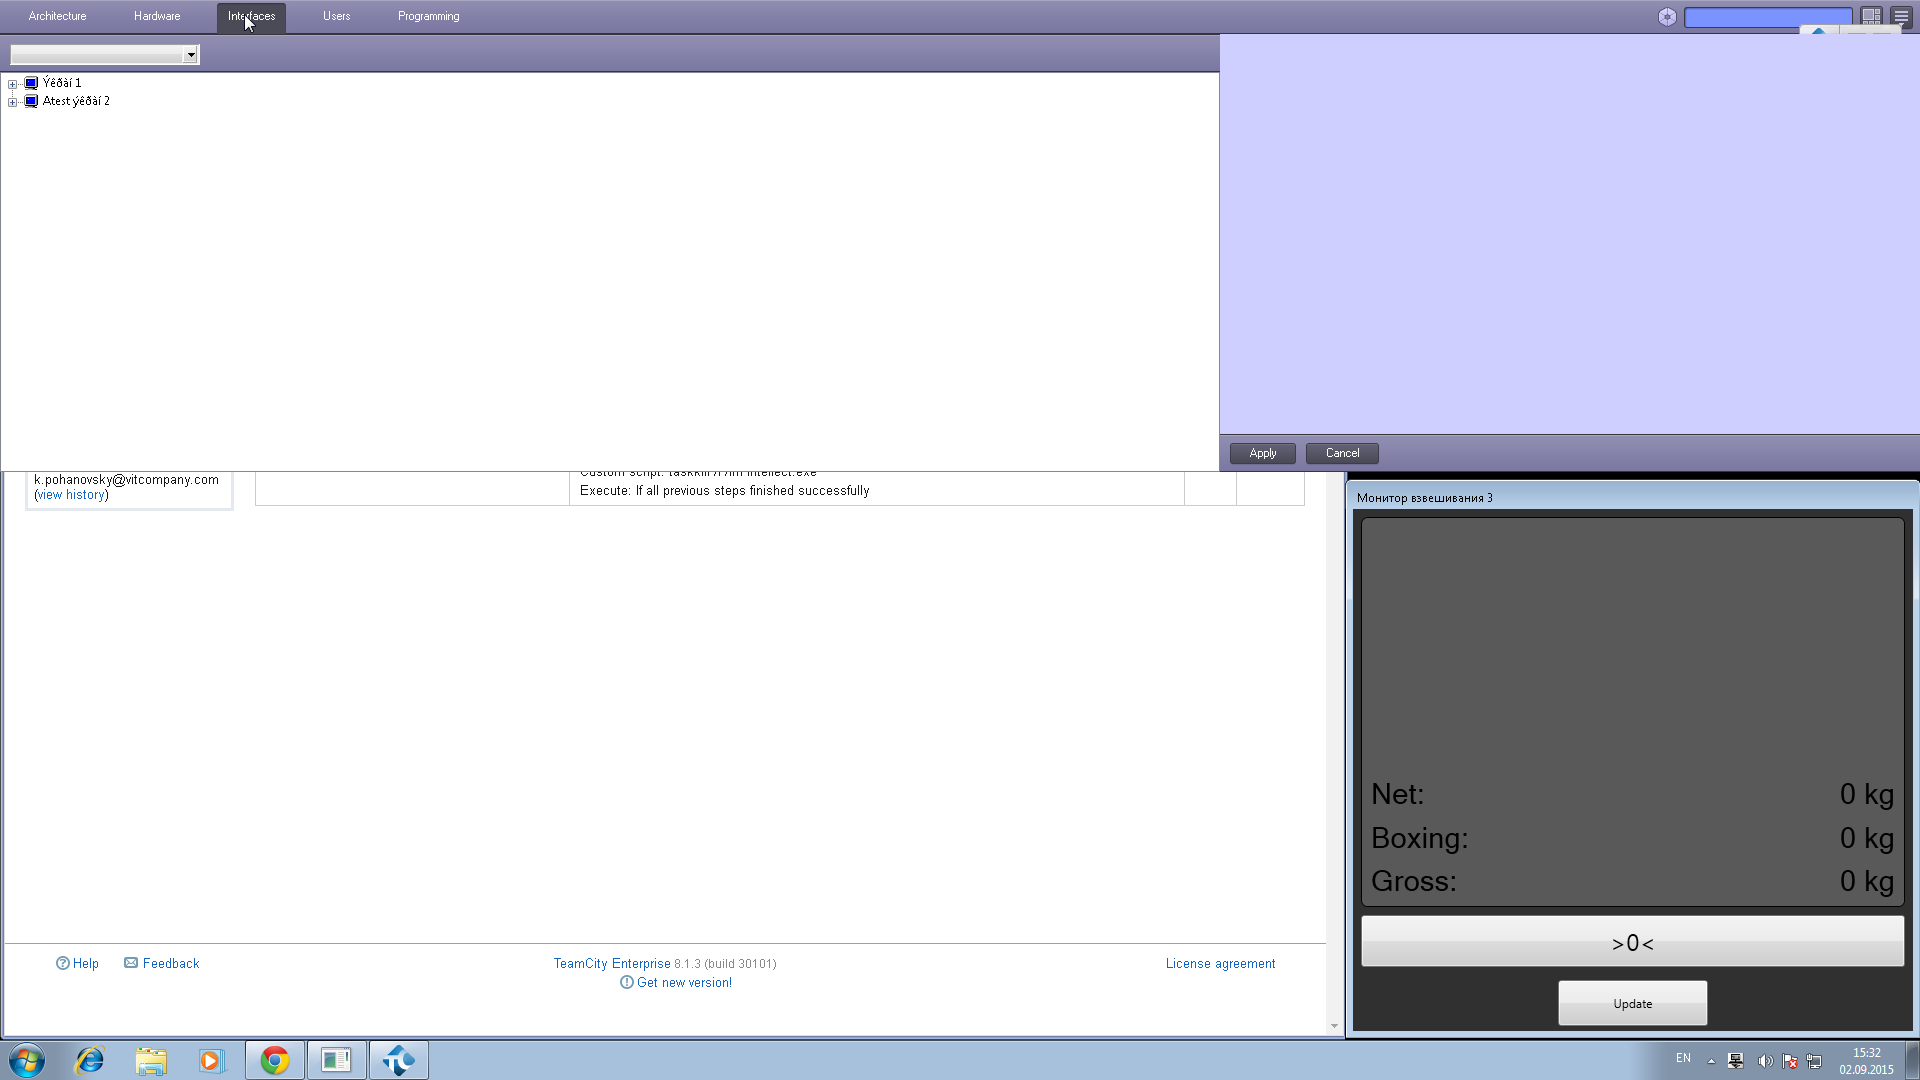 Architecture Hardware Interfaces Users Programming
Ýêðàí 1
Atest ýêðàí 2
Apply Cancel
k.pohanovsky@vitcompany.com
(view history)
Custom script: taskkill /F /im intellect.exe
Execute: If all previous steps finished successfully
Монитор взвешивания 3
Net: 0 kg
Boxing: 0 kg
Gross: 0 kg
>0<
Update
Help Feedback
TeamCity Enterprise 8.1.3 (build 30101)
Get new version!
License agreement
EN
15:32
02.09.2015